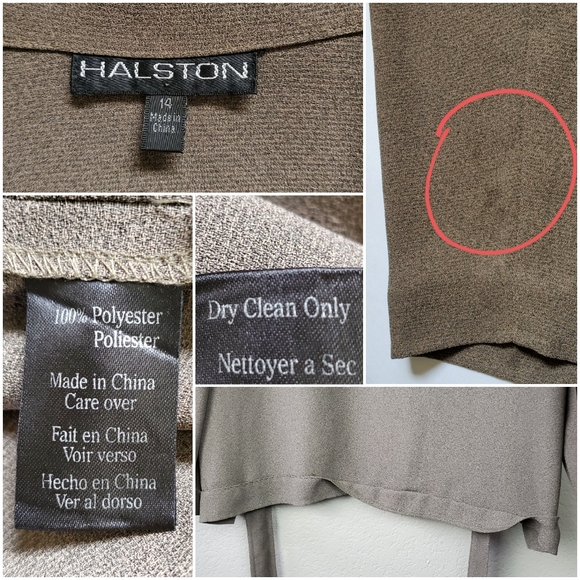 HALSTON
14
Made in
China
100% Polyester
Poliester
Made in China
Care over
Fait en China
Voir verso
Hecho en China
Ver al dorso
Dry Clean Only
Nettoyer a Sec